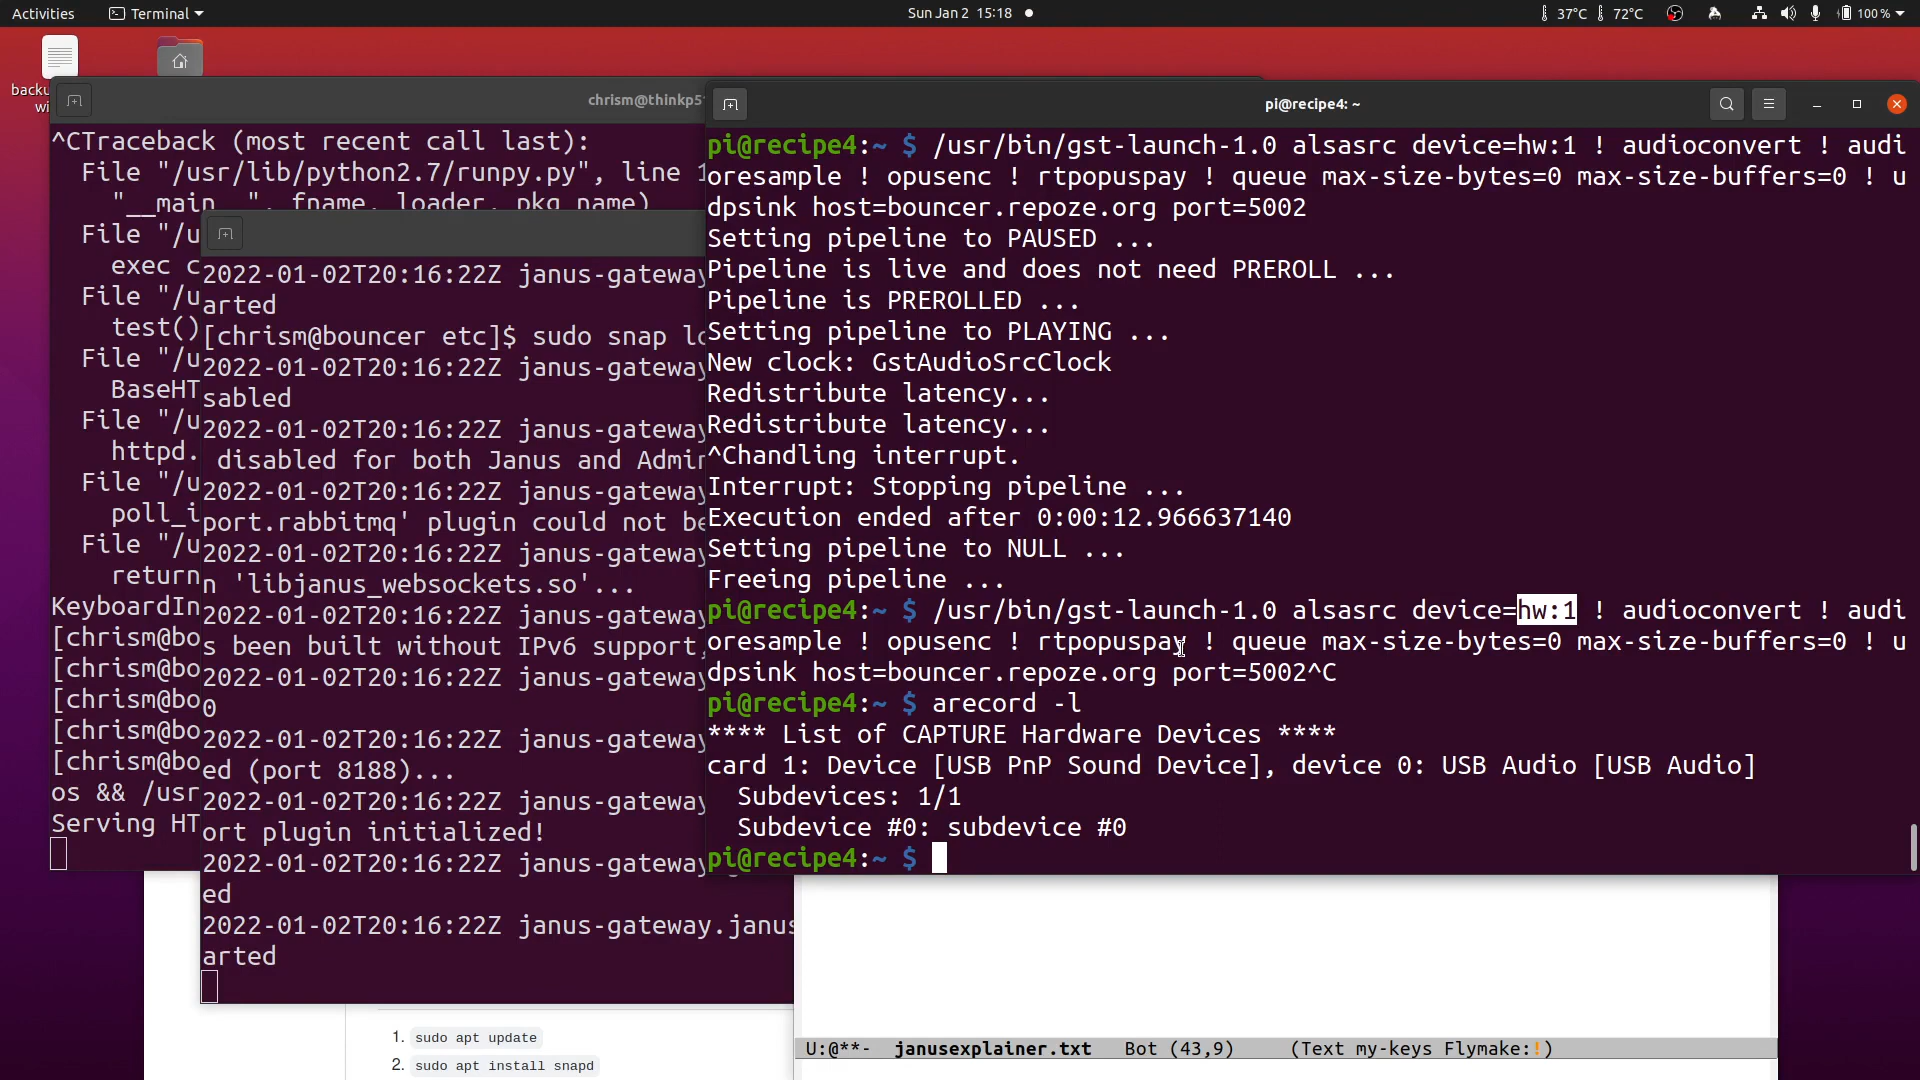 Activities
Terminal
Sun Jan 2  15:18
37°C
72°C
100 %
backu
wi
chrism@thinkp5
^CTraceback (most recent call last):
  File "/usr/lib/python2.7/runpy.py", line 1
    "__main__", fname, loader, pkg_name)
  File "/u
    exec c
  File "/u
    test()
  File "/u
    BaseHT
  File "/u
    httpd.
  File "/u
    poll_i
  File "/u
    return
KeyboardIn
[chrism@bo
[chrism@bo
[chrism@bo
[chrism@bo
[chrism@bo
os && /usr
Serving HT
2022-01-02T20:16:22Z janus-gateway
arted
[chrism@bouncer etc]$ sudo snap lo
2022-01-02T20:16:22Z janus-gateway
sabled
2022-01-02T20:16:22Z janus-gateway
 disabled for both Janus and Admin
2022-01-02T20:16:22Z janus-gateway
port.rabbitmq' plugin could not be
2022-01-02T20:16:22Z janus-gateway
n 'libjanus_websockets.so'...
2022-01-02T20:16:22Z janus-gateway
s been built without IPv6 support,
2022-01-02T20:16:22Z janus-gateway
0
2022-01-02T20:16:22Z janus-gateway
ed (port 8188)...
2022-01-02T20:16:22Z janus-gateway
ort plugin initialized!
2022-01-02T20:16:22Z janus-gateway
ed
2022-01-02T20:16:22Z janus-gateway.janus
arted
pi@recipe4: ~
pi@recipe4:~ $ /usr/bin/gst-launch-1.0 alsasrc device=hw:1 ! audioconvert ! audi
oresample ! opusenc ! rtpopuspay ! queue max-size-bytes=0 max-size-buffers=0 ! u
dpsink host=bouncer.repoze.org port=5002
Setting pipeline to PAUSED ...
Pipeline is live and does not need PREROLL ...
Pipeline is PREROLLED ...
Setting pipeline to PLAYING ...
New clock: GstAudioSrcClock
Redistribute latency...
Redistribute latency...
^Chandling interrupt.
Interrupt: Stopping pipeline ...
Execution ended after 0:00:12.966637140
Setting pipeline to NULL ...
Freeing pipeline ...
pi@recipe4:~ $ /usr/bin/gst-launch-1.0 alsasrc device=hw:1 ! audioconvert ! audi
oresample ! opusenc ! rtpopuspay ! queue max-size-bytes=0 max-size-buffers=0 ! u
dpsink host=bouncer.repoze.org port=5002^C
pi@recipe4:~ $ arecord -l
**** List of CAPTURE Hardware Devices ****
card 1: Device [USB PnP Sound Device], device 0: USB Audio [USB Audio]
  Subdevices: 1/1
  Subdevice #0: subdevice #0
pi@recipe4:~ $
1. sudo apt update
2. sudo apt install snapd
U:@**-  janusexplainer.txt   Bot (43,9)    (Text my-keys Flymake:!)